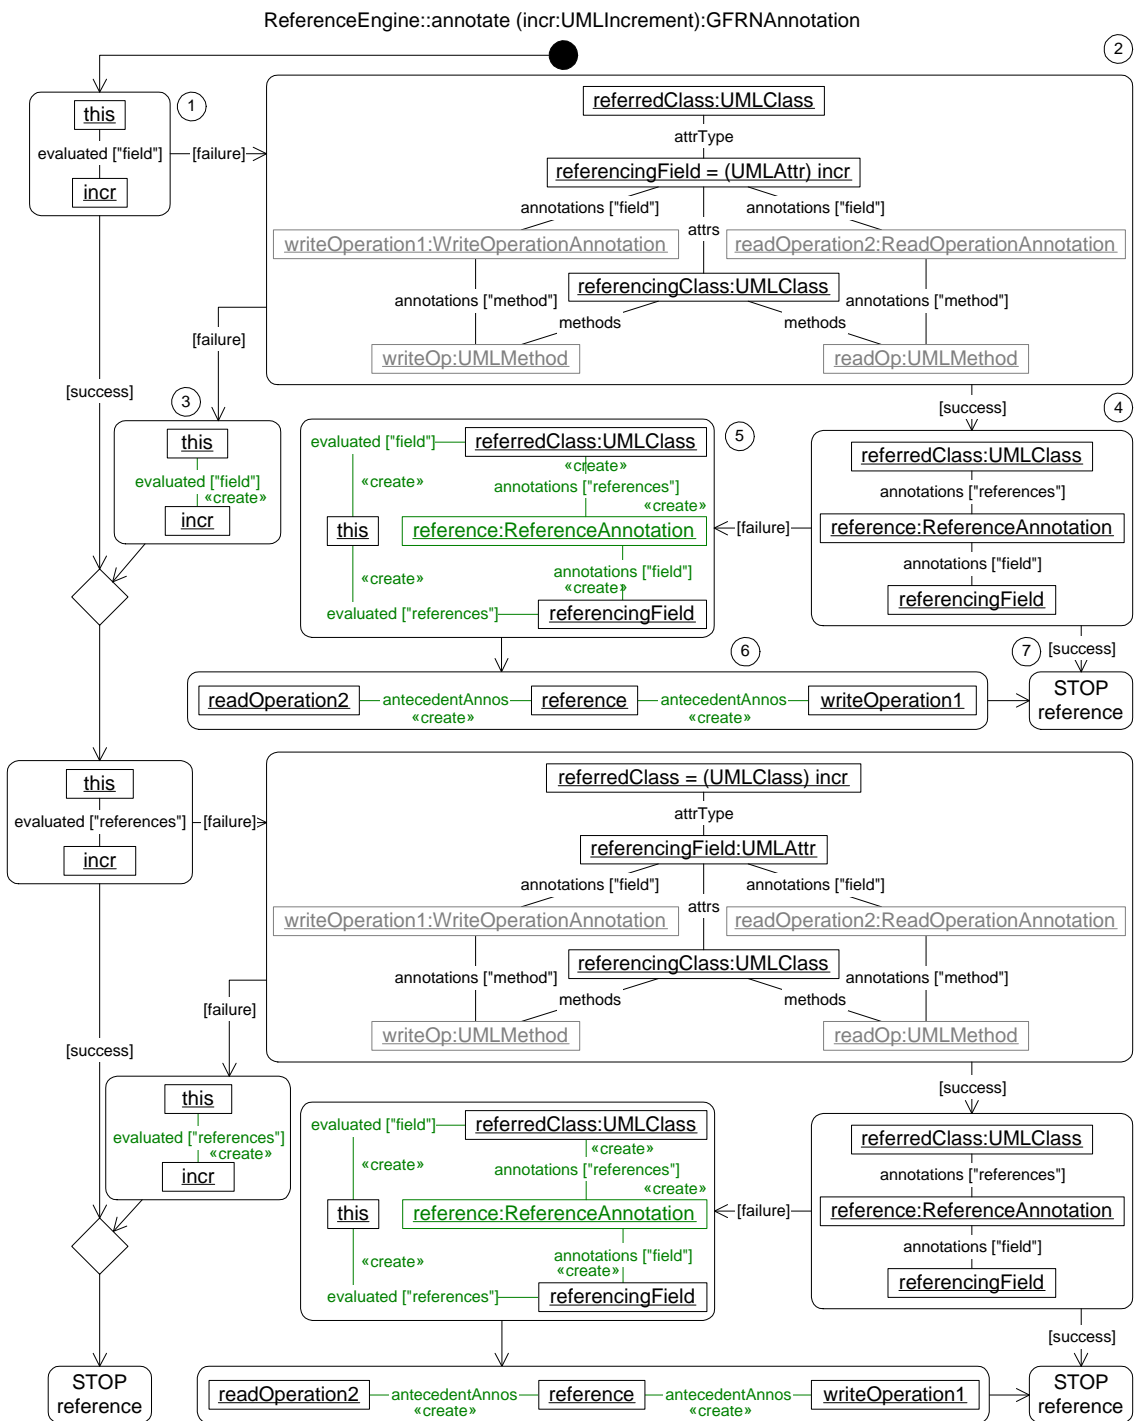 ReferenceEngine::annotate (incr:UMLIncrement):GFRNAnnotation
1
this
evaluated ["field"]
incr
[failure]
2
referredClass:UMLClass
attrType
referencingField = (UMLAttr) incr
annotations ["field"]
attrs
annotations ["field"]
writeOperation1:WriteOperationAnnotation
readOperation2:ReadOperationAnnotation
referencingClass:UMLClass
annotations ["method"]
annotations ["method"]
methods
methods
writeOp:UMLMethod
readOp:UMLMethod
[failure]
[success]
[success]
3
this
evaluated ["field"]
«create»
incr
5
evaluated ["field"]
referredClass:UMLClass
«create»
«create»
annotations ["references"]
«create»
this
reference:ReferenceAnnotation
«create»
annotations ["field"]
«create»
evaluated ["references"]
referencingField
[failure]
4
referredClass:UMLClass
annotations ["references"]
reference:ReferenceAnnotation
annotations ["field"]
referencingField
[success]
6
readOperation2
antecedentAnnos
«create»
reference
antecedentAnnos
«create»
writeOperation1
7
STOP
reference
this
evaluated ["references"]
incr
[failure]
referredClass = (UMLClass) incr
attrType
referencingField:UMLAttr
annotations ["field"]
attrs
annotations ["field"]
writeOperation1:WriteOperationAnnotation
readOperation2:ReadOperationAnnotation
referencingClass:UMLClass
annotations ["method"]
annotations ["method"]
methods
methods
writeOp:UMLMethod
readOp:UMLMethod
[failure]
[success]
[success]
this
evaluated ["references"]
«create»
incr
evaluated ["field"]
referredClass:UMLClass
«create»
«create»
annotations ["references"]
«create»
this
reference:ReferenceAnnotation
«create»
annotations ["field"]
«create»
evaluated ["references"]
referencingField
[failure]
referredClass:UMLClass
annotations ["references"]
reference:ReferenceAnnotation
annotations ["field"]
referencingField
[success]
STOP
reference
readOperation2
antecedentAnnos
«create»
reference
antecedentAnnos
«create»
writeOperation1
STOP
reference